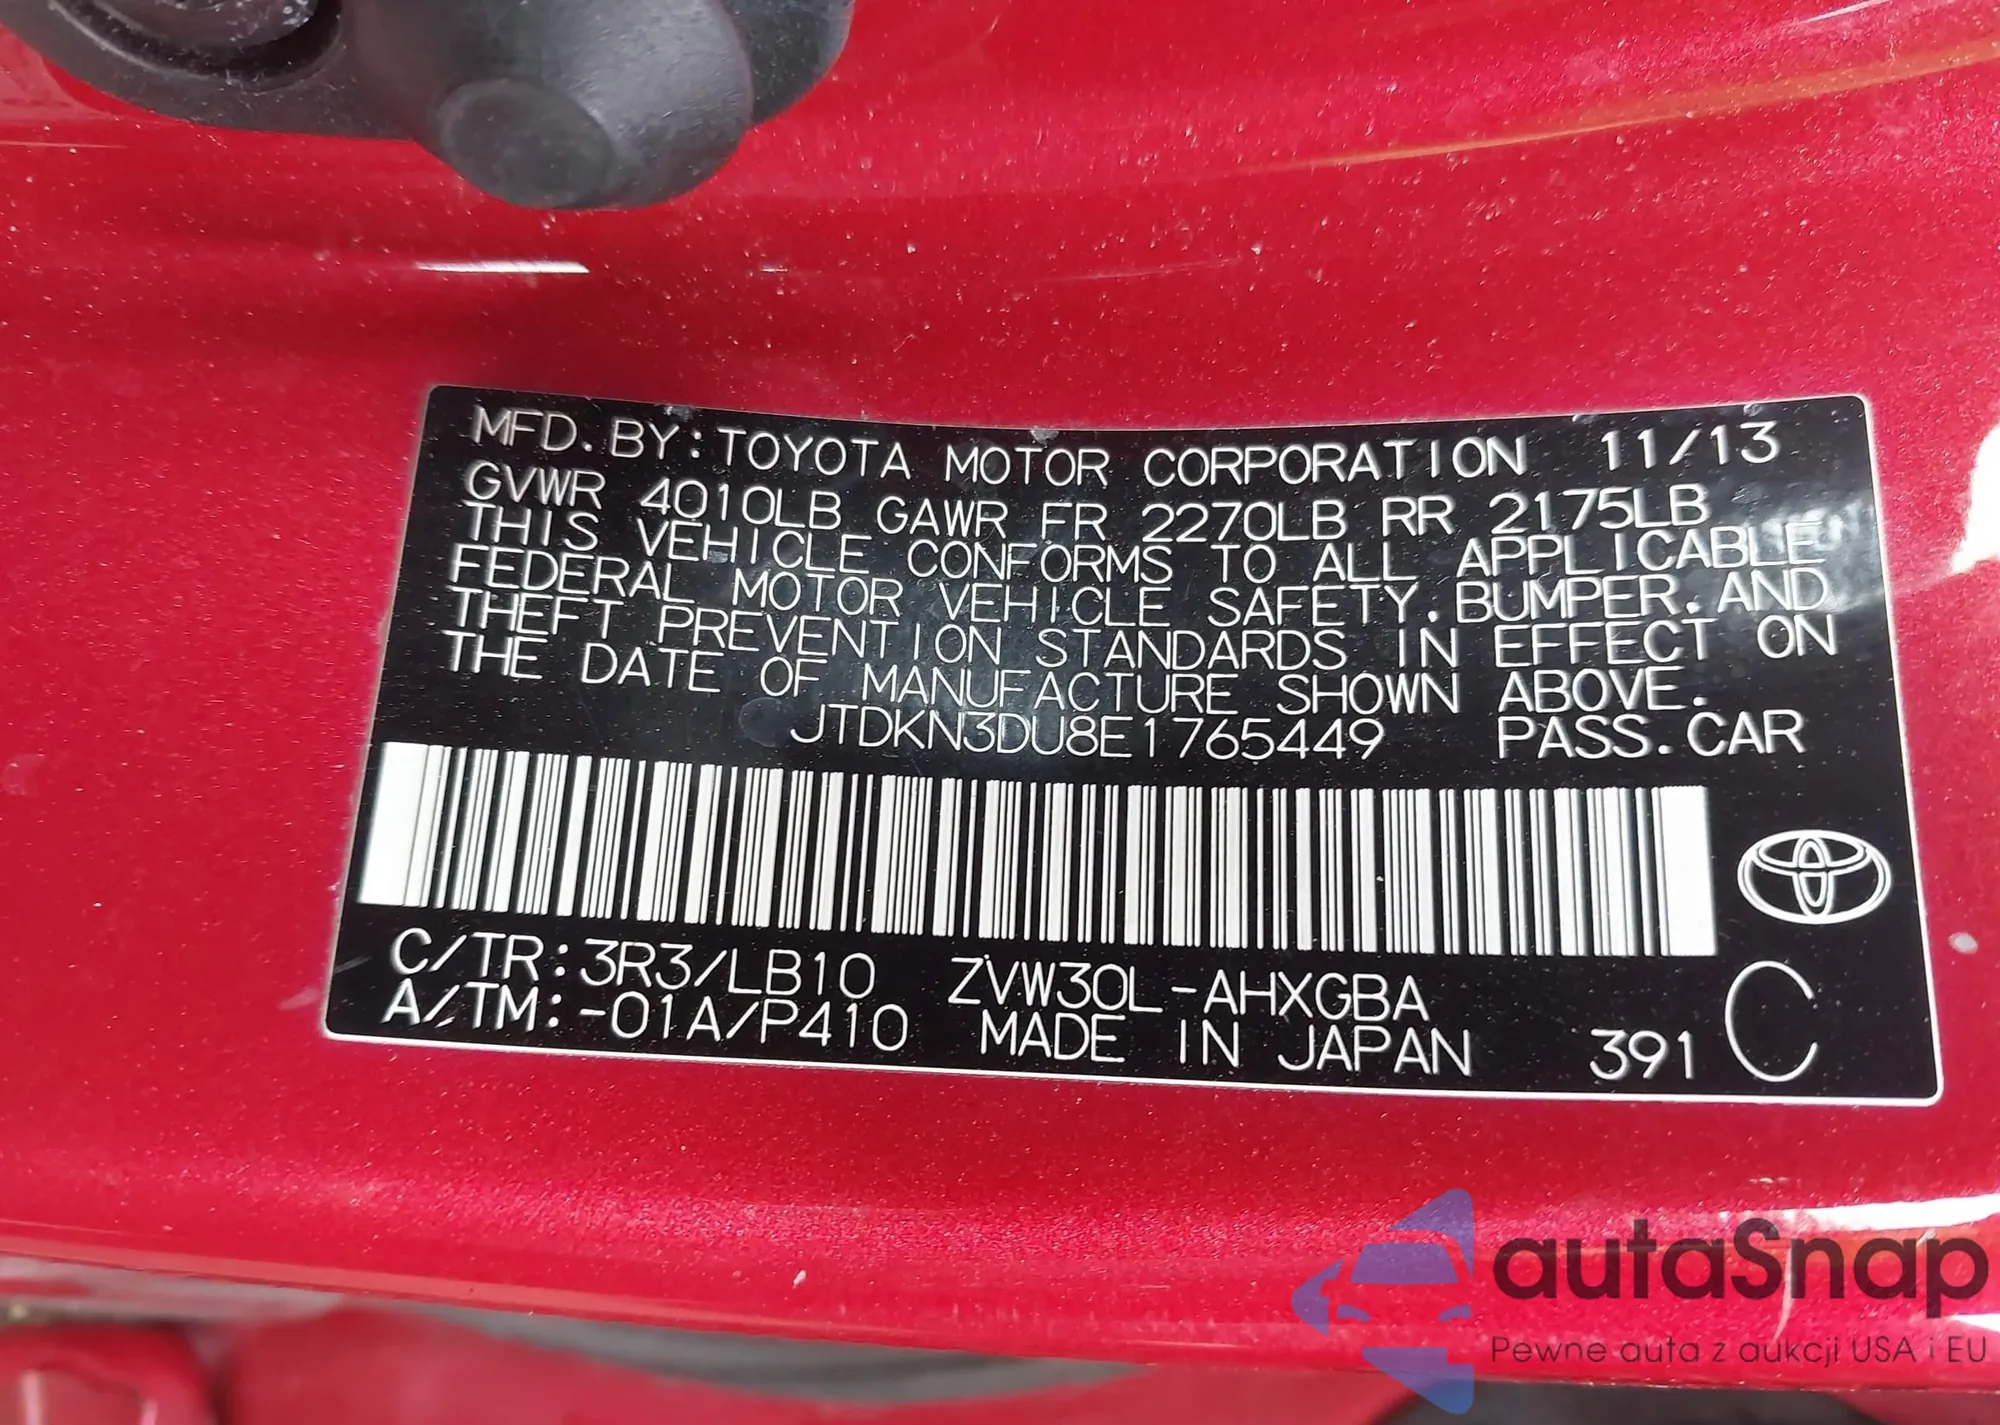 MFD. BY: TOYOTA MOTOR CORPORATION 11/13
GVWR 4010LB GAWR FR 2270LB RR 2175LB
THIS VEHICLE CONFORMS TO ALL APPLICABLE
FEDERAL MOTOR VEHICLE SAFETY. BUMPER. AND
THEFT PREVENTION STANDARDS IN EFFECT ON
THE DATE OF MANUFACTURE SHOWN ABOVE.
JTDKN3DU8E1765449 PASS. CAR
C/TR: 3R3/LB10 ZVW30L-AHXGBA
A/TM: -01A/P410 MADE IN JAPAN 391 C
autaSnap
Pewne auta z aukcji USA i EU